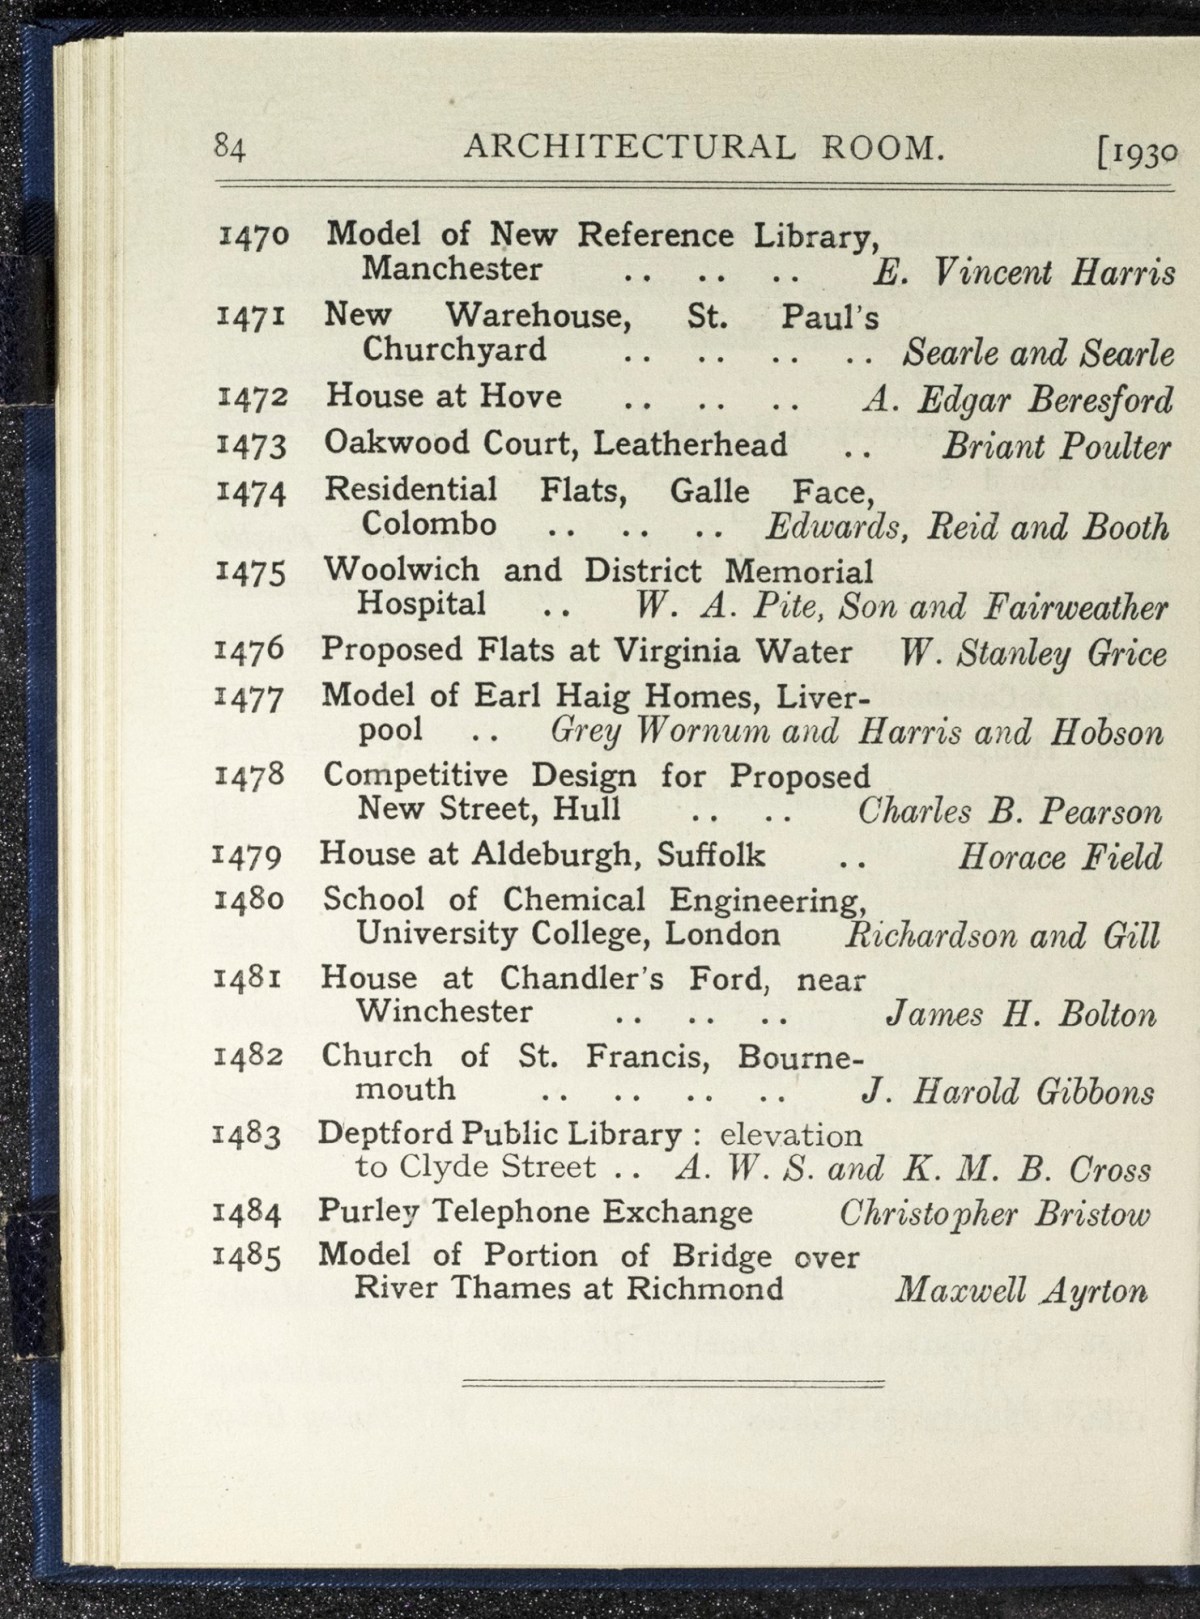 84 ARCHITECTURAL ROOM. [1930
1470 Model of New Reference Library,
Manchester .. .. .. E. Vincent Harris
1471 New Warehouse, St. Paul's
Churchyard .. .. .. .. Searle and Searle
1472 House at Hove .. .. .. A. Edgar Beresford
1473 Oakwood Court, Leatherhead .. Briant Poulter
1474 Residential Flats, Galle Face,
Colombo .. .. .. Edwards, Reid and Booth
1475 Woolwich and District Memorial
Hospital .. W. A. Pite, Son and Fairweather
1476 Proposed Flats at Virginia Water W. Stanley Grice
1477 Model of Earl Haig Homes, Liver-
pool .. Grey Wornum and Harris and Hobson
1478 Competitive Design for Proposed
New Street, Hull .. .. Charles B. Pearson
1479 House at Aldeburgh, Suffolk .. Horace Field
1480 School of Chemical Engineering,
University College, London Richardson and Gill
1481 House at Chandler's Ford, near
Winchester .. .. .. James H. Bolton
1482 Church of St. Francis, Bourne-
mouth .. .. .. .. J. Harold Gibbons
1483 Deptford Public Library : elevation
to Clyde Street .. A. W. S. and K. M. B. Cross
1484 Purley Telephone Exchange Christopher Bristow
1485 Model of Portion of Bridge over
River Thames at Richmond Maxwell Ayrton